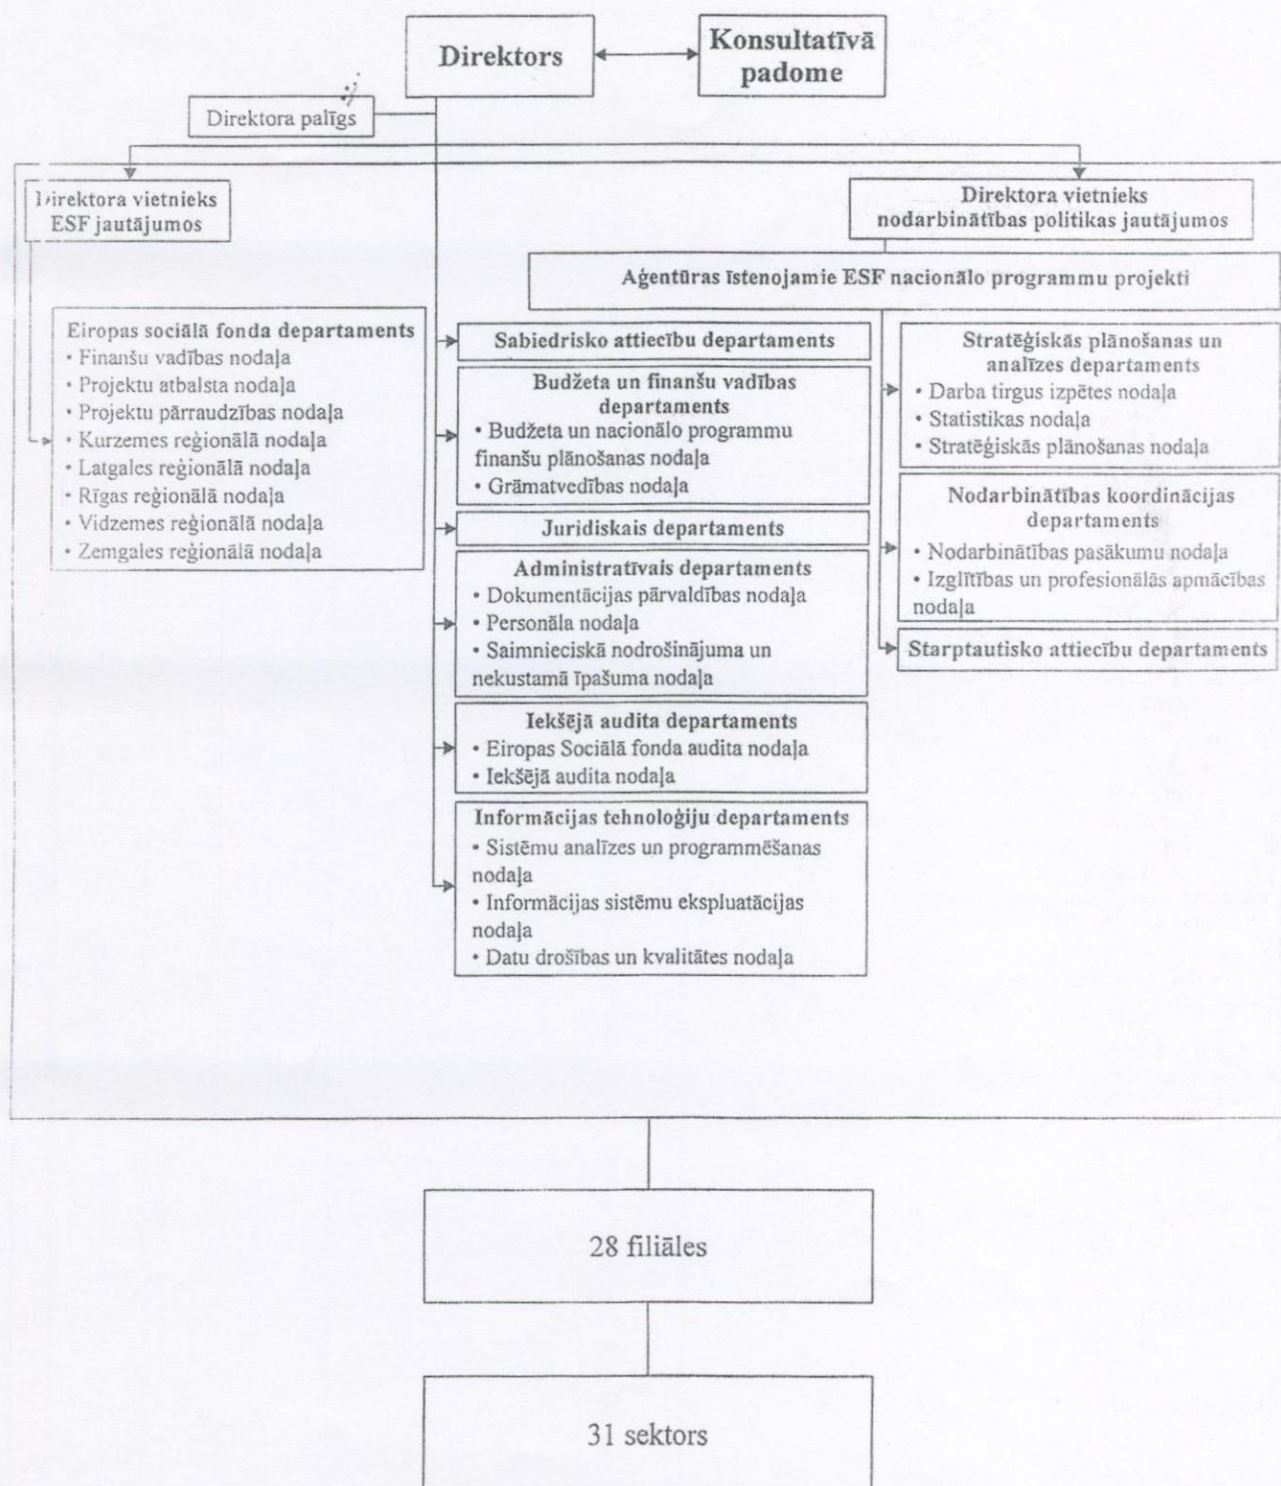 Direktors
Konsultatīvā
padome
Direktora palīgs
Direktora vietnieks
ESF jautājumos
Direktora vietnieks
nodarbinātības politikas jautājumos
Aģentūras īstenojamie ESF nacionālo programmu projekti
Eiropas sociālā fonda departaments
• Finanšu vadības nodaļa
• Projektu atbalsta nodaļa
• Projektu pārraudzības nodaļa
• Kurzemes reģionālā nodaļa
• Latgales reģionālā nodaļa
• Rīgas reģionālā nodaļa
• Vidzemes reģionālā nodaļa
• Zemgales reģionālā nodaļa
Sabiedrisko attiecību departaments
Budžeta un finanšu vadības
departaments
• Budžeta un nacionālo programmu
finanšu plānošanas nodaļa
• Grāmatvedības nodaļa
Juridiskais departaments
Administratīvais departaments
• Dokumentācijas pārvaldības nodaļa
• Personāla nodaļa
• Saimnieciskā nodrošinājuma un
nekustamā īpašuma nodaļa
Iekšējā audita departaments
• Eiropas Sociālā fonda audita nodaļa
• Iekšējā audita nodaļa
Informācijas tehnoloģiju departaments
• Sistēmu analīzes un programmēšanas
nodaļa
• Informācijas sistēmu ekspluatācijas
nodaļa
• Datu drošības un kvalitātes nodaļa
Stratēģiskās plānošanas un
analīzes departaments
• Darba tirgus izpētes nodaļa
• Statistikas nodaļa
• Stratēģiskās plānošanas nodaļa
Nodarbinātības koordinācijas
departaments
• Nodarbinātības pasākumu nodaļa
• Izglītības un profesionālās apmācības
nodaļa
Starptautisko attiecību departaments
28 filiāles
31 sektors